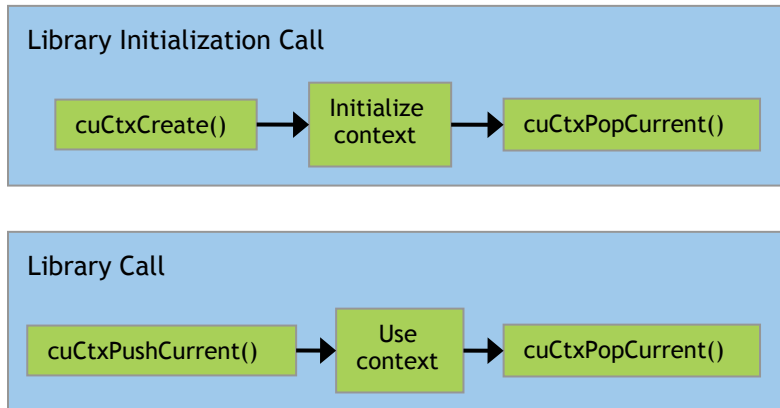 Library Initialization Call
cuCtxCreate()
Initialize
context
cuCtxPopCurrent()
Library Call
cuCtxPushCurrent()
Use
context
cuCtxPopCurrent()